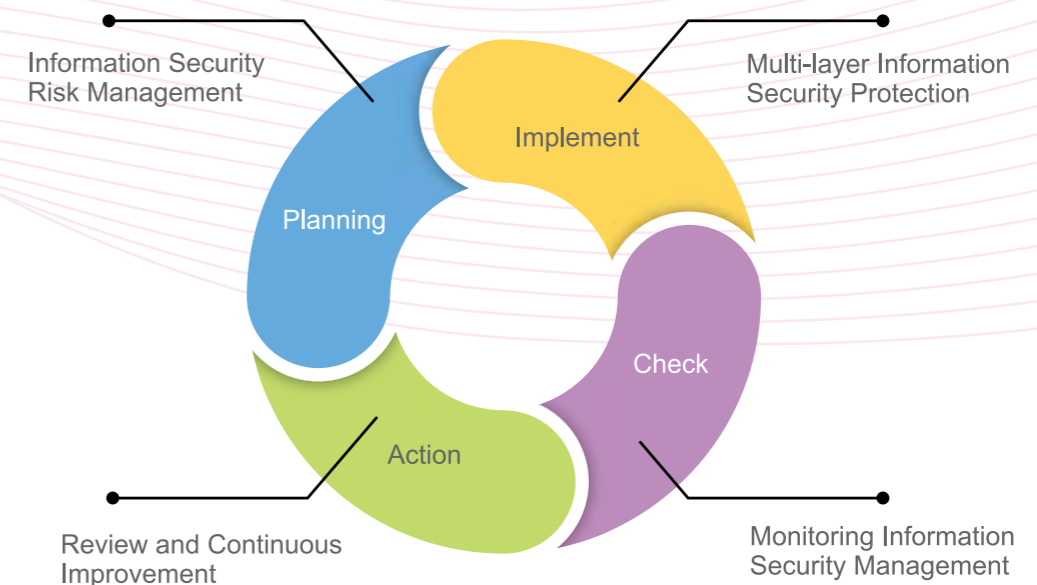 Information Security
Risk Management
Multi-layer Information
Security Protection
Implement
Planning
Check
Action
Review and Continuous
Improvement
Monitoring Information
Security Management